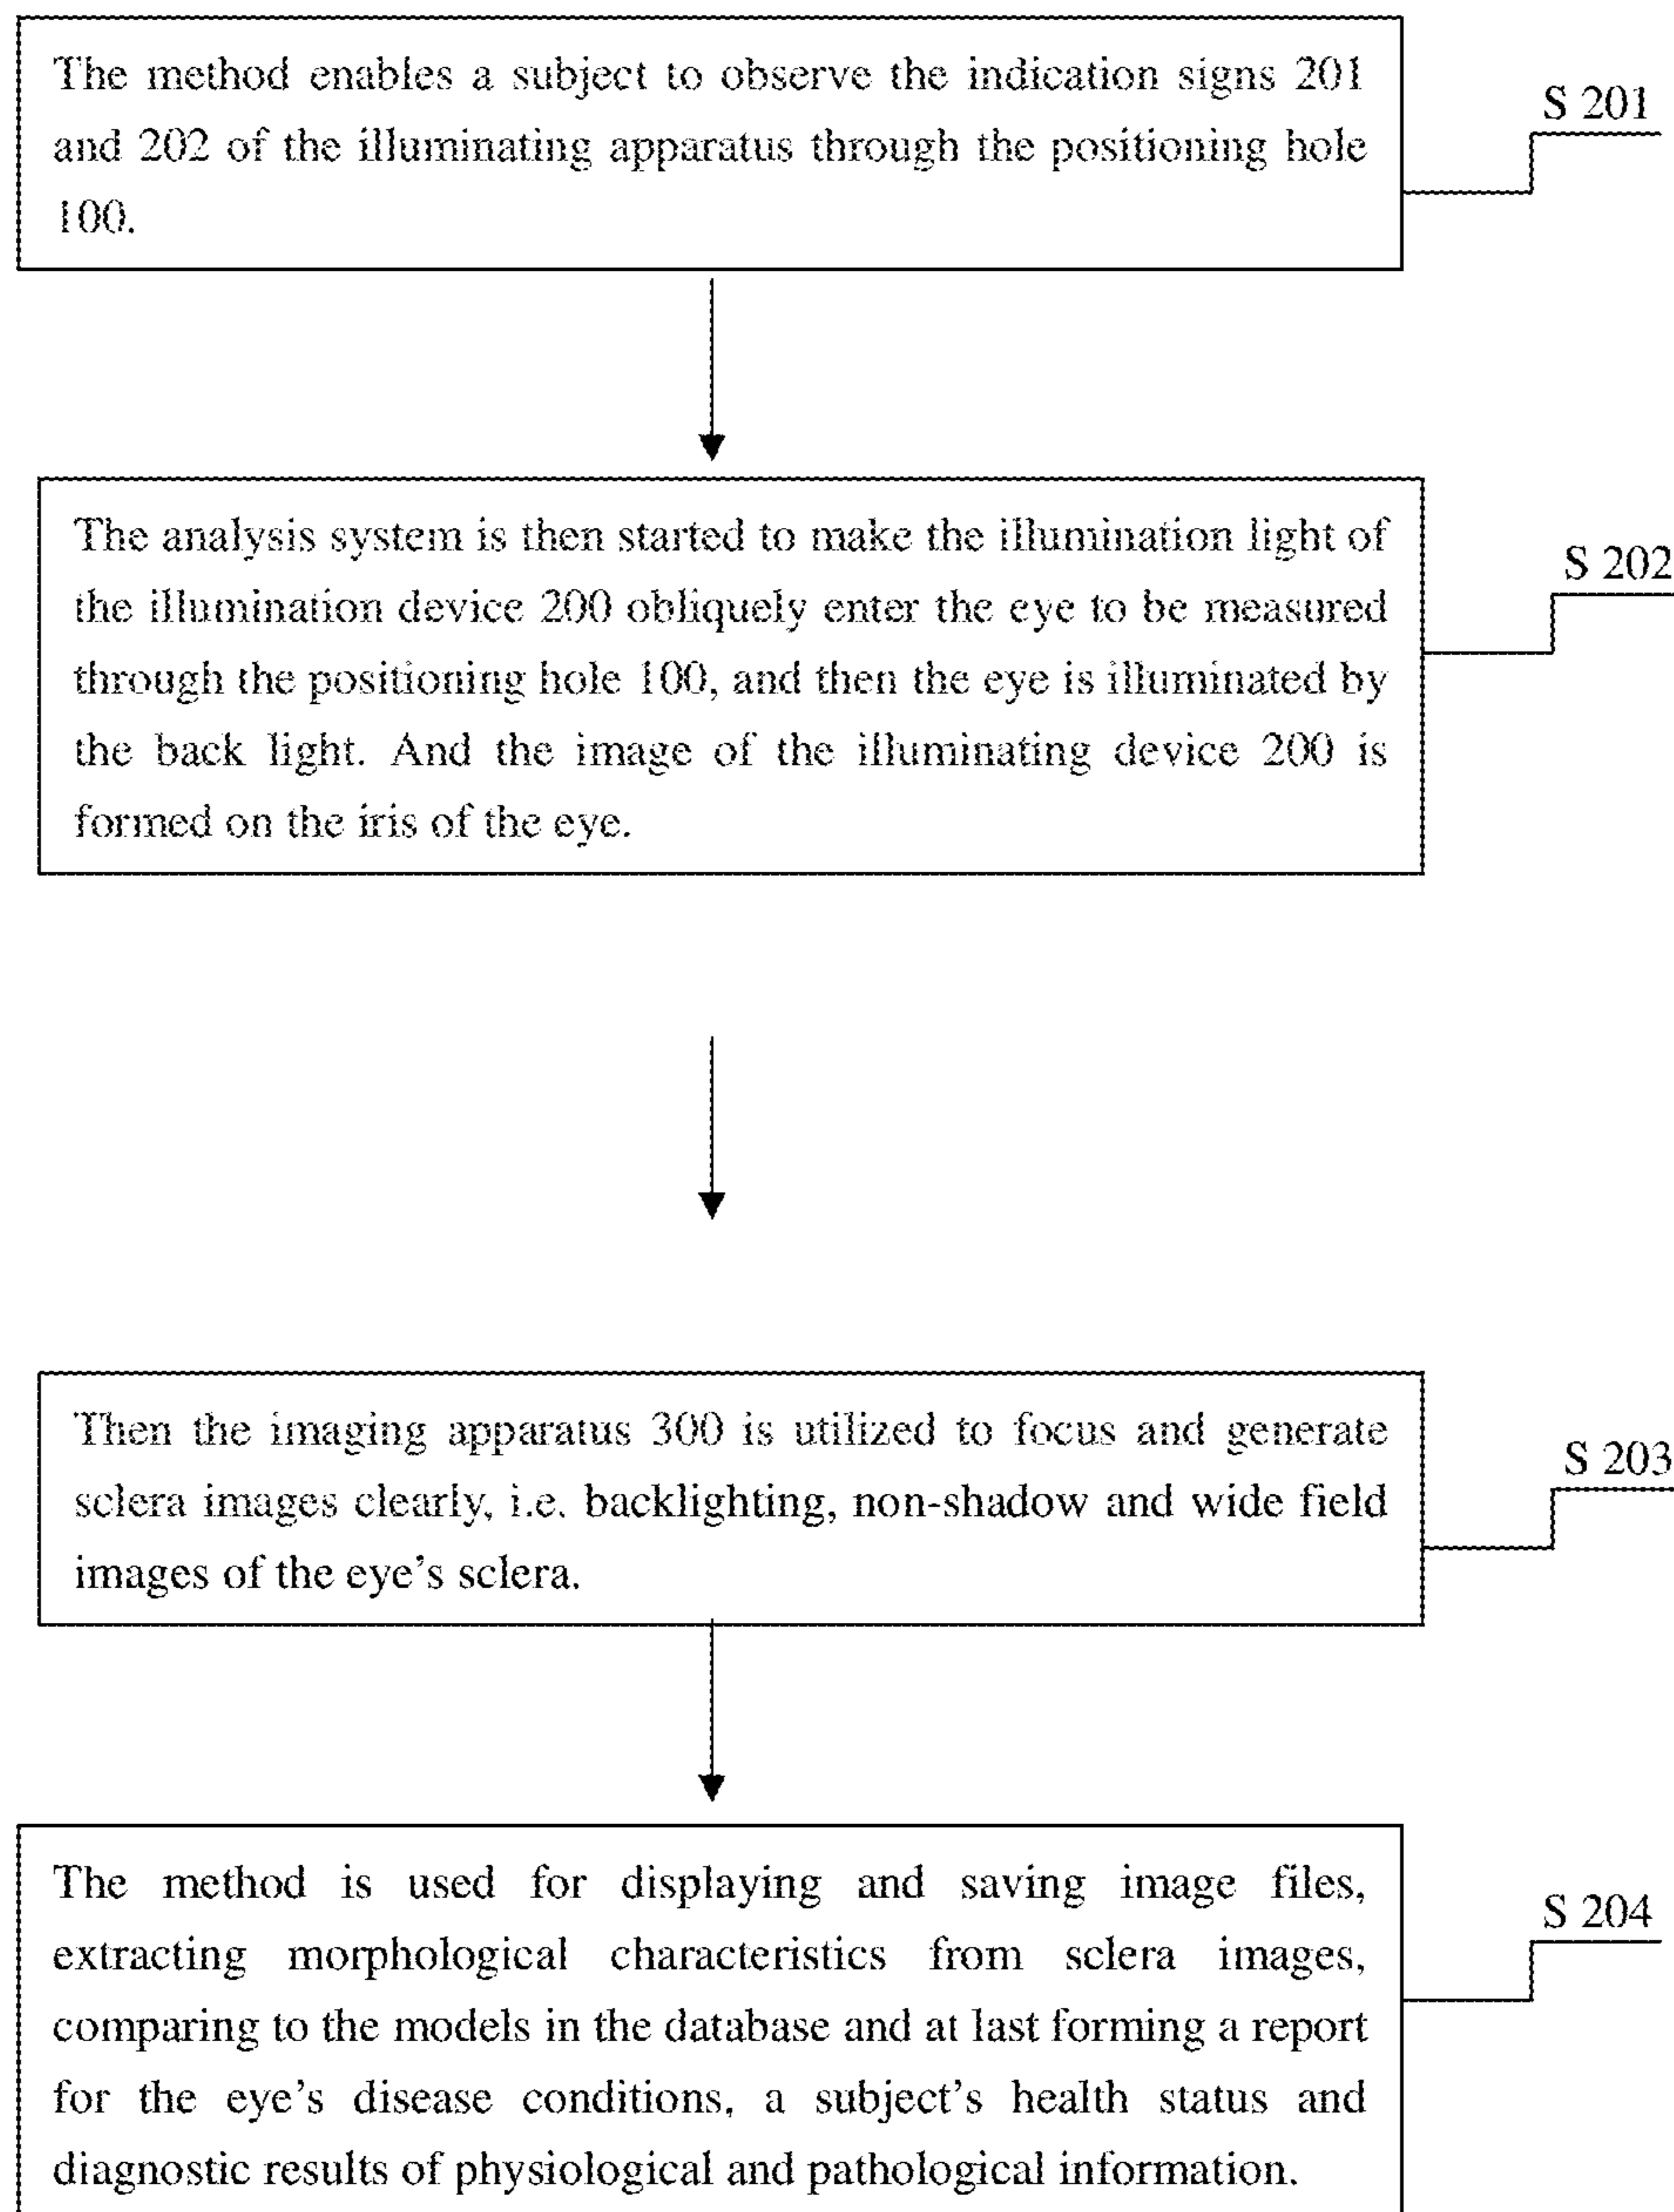 The method enables a subject to observe the indication signs 201
and 202 of the illuminating apparatus through the positioning hole
100.
S 201
The analysis system is then started to make the illumination light of
the illumination device 200 obliquely enter the eye to be measured
through the positioning hole 100, and then the eye is illuminated by
the back light. And the image of the illuminating device 200 is
formed on the iris of the eye.
S 202
Then the imaging apparatus 300 is utilized to focus and generate
sclera images clearly, i.e. backlighting, non-shadow and wide field
images of the eye's sclera.
S 203
The method is used for displaying and saving image files,
extracting morphological characteristics from sclera images,
comparing to the models in the database and at last forming a report
for the eye's disease conditions, a subject's health status and
diagnostic results of physiological and pathological information.
S 204